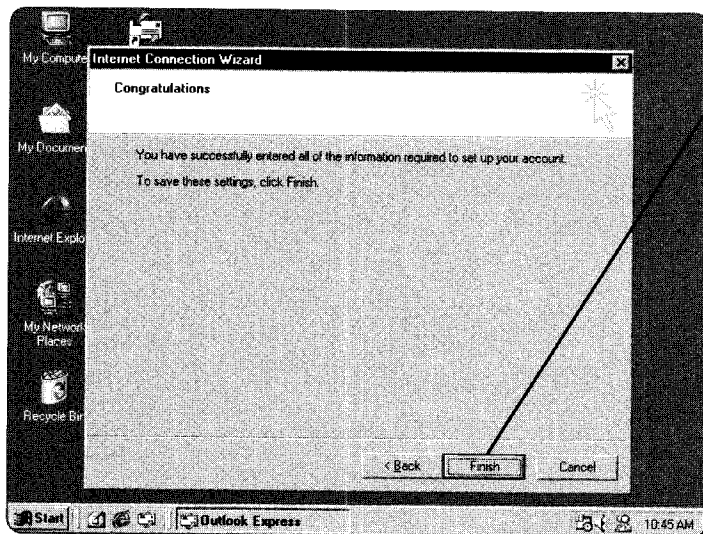 My Compute
Internet Connection Wizard
Congratulations
My Documen
You have successfully entered all of the information required to set up your account.
To save these settings, click Finish.
Internet Explo
My Network
Places
Recycle Bin
< Back
Finish
Cancel
Start
Outlook Express
10:45 AM